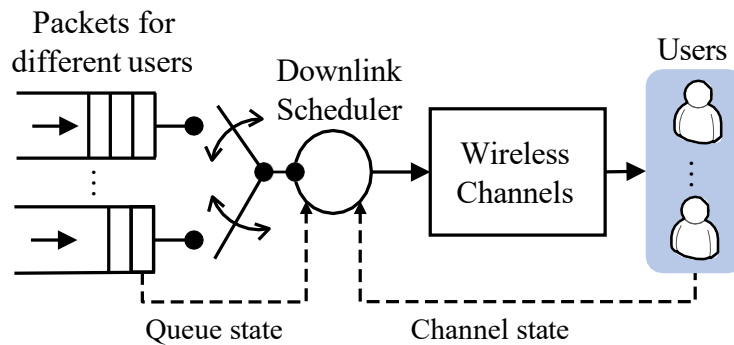 Packets for
different users
Downlink
Scheduler
Users
Wireless
Channels
Queue state
Channel state